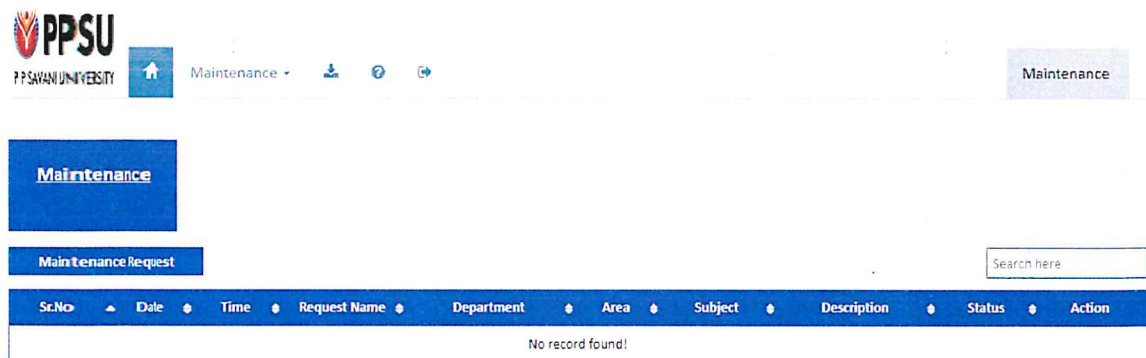 PPSU
P P SAVANI UNIVERSITY
Maintenance
Maintenance
Maintenance
Maintenance Request
Search here
Sr.No Date Time Request Name Department Area Subject Description Status Action
No record found!